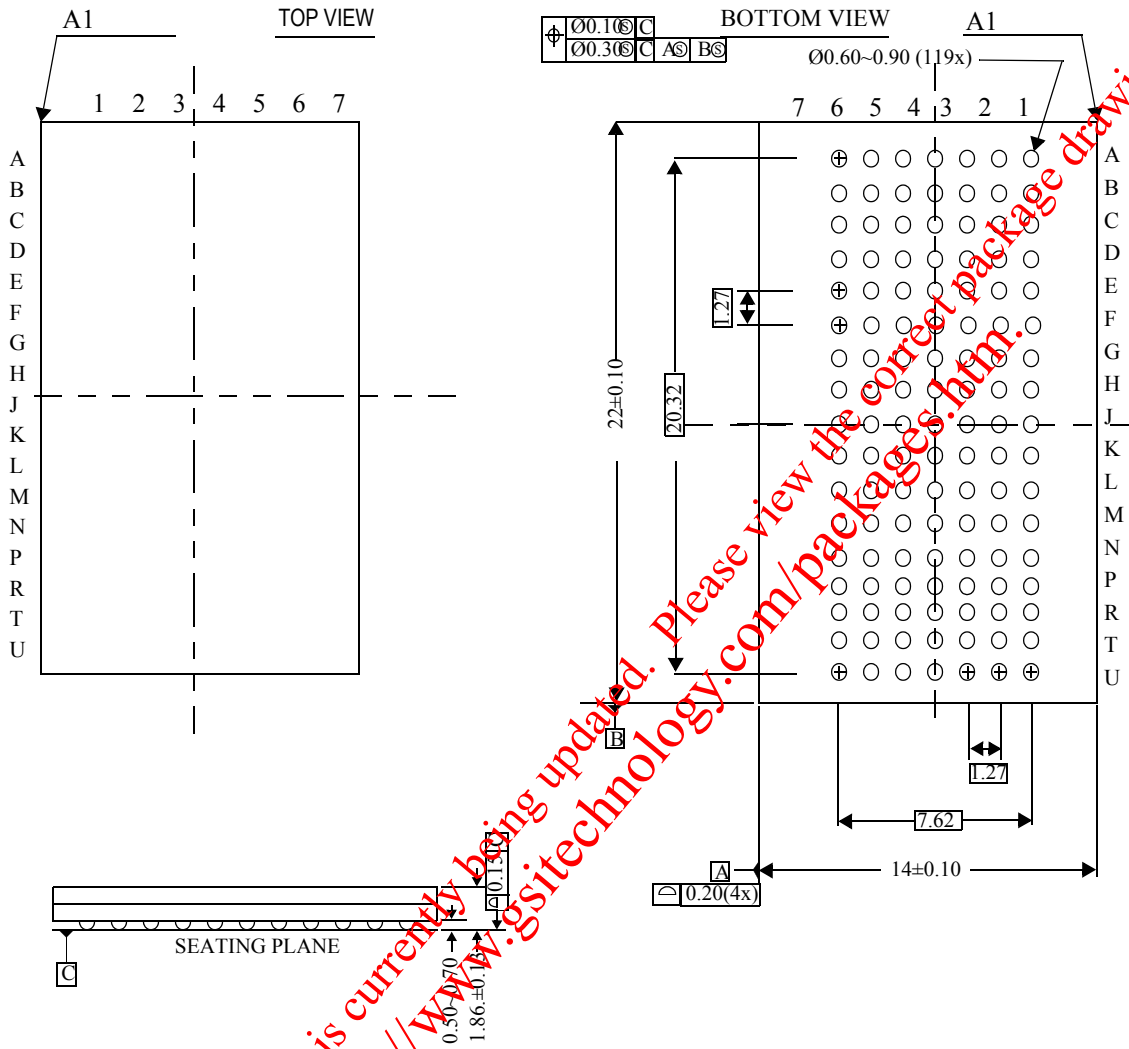 A1
TOP VIEW
1 2 3 4 5 6 7
A
B
C
D
E
F
G
H
J
K
L
M
N
P
R
T
U
Ø0.10Ⓢ C
Ø0.30Ⓢ C AⓈ BⓈ
BOTTOM VIEW
A1
Ø0.60~0.90 (119x)
7 6 5 4 3 2 1
A
B
C
D
E
F
G
H
J
K
L
M
N
P
R
T
U
1.27
22±0.10
20.32
B
1.27
7.62
A
14±0.10
0.20(4x)
0.15 C
SEATING PLANE
C
0.50~0.70
1.86.±0.13
is currently being updated. Please view the correct package drawi
//www.gsitechnology.com/packages.htm.